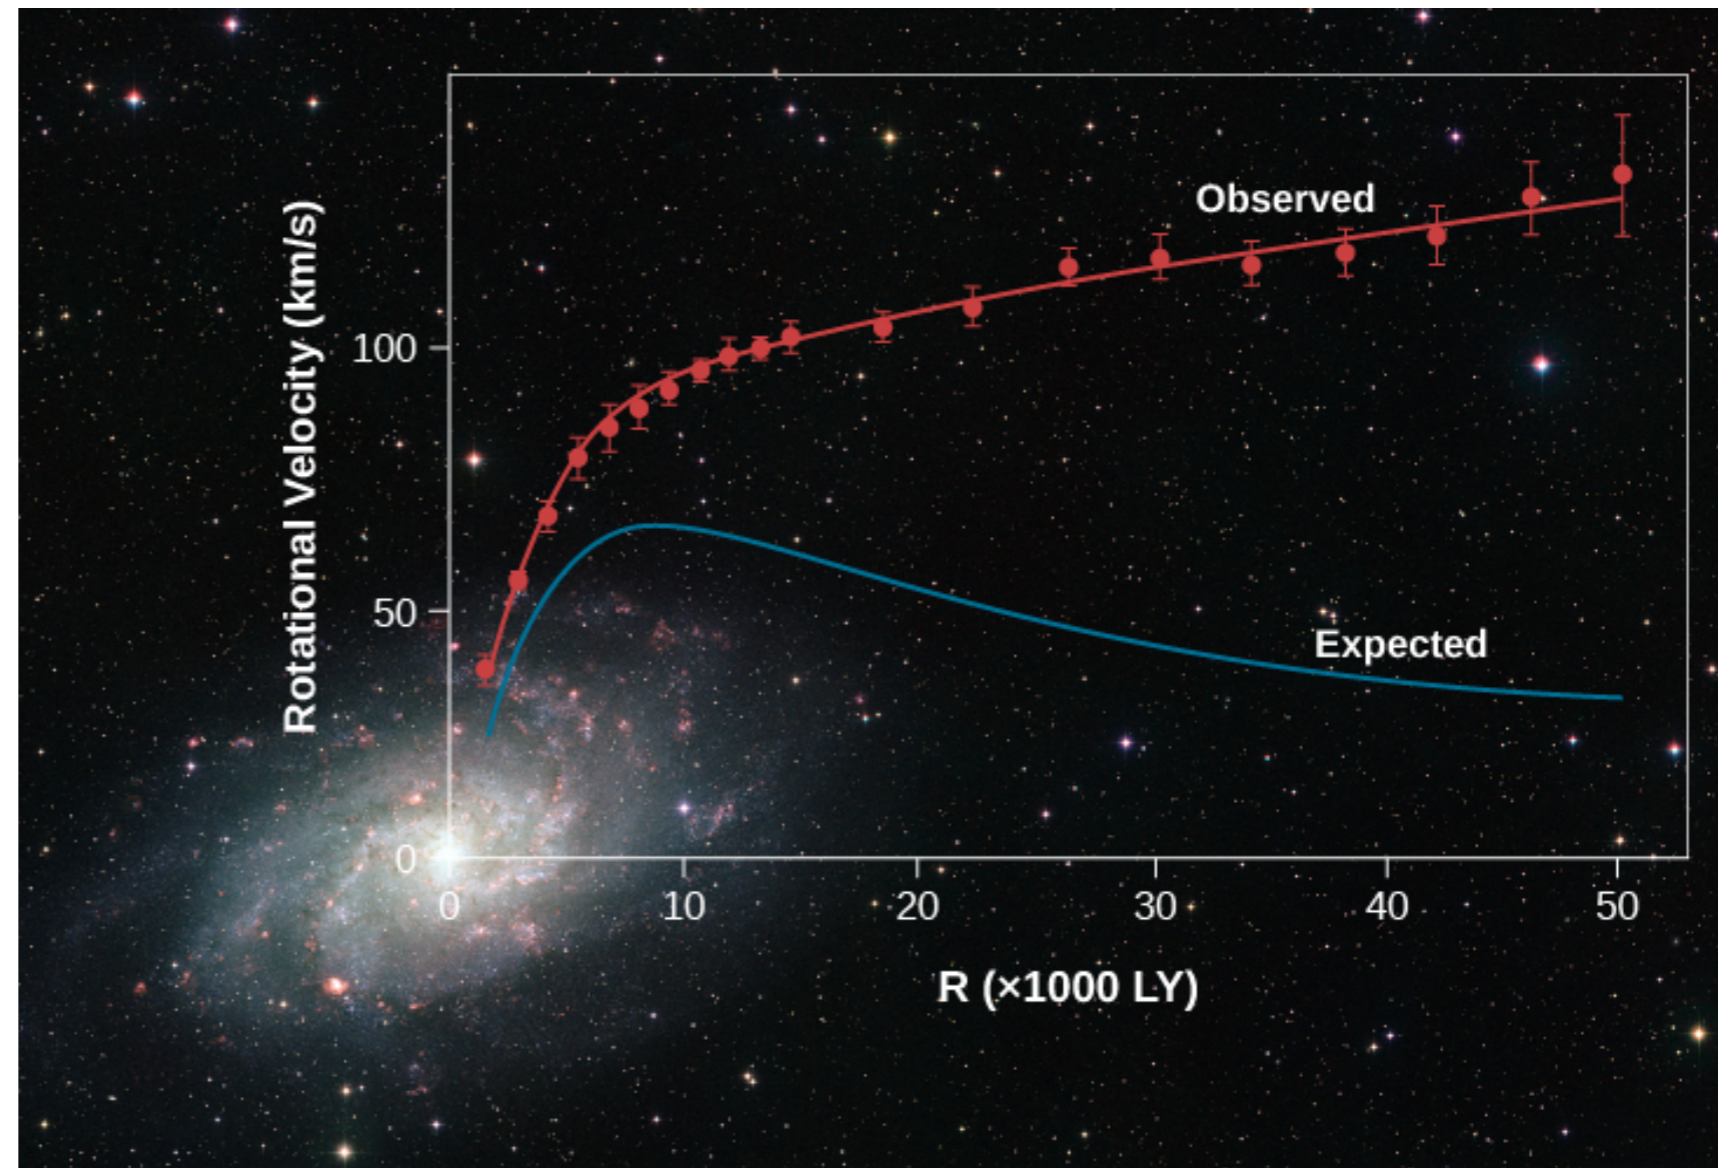 Observed
Rotational Velocity (km/s)
100
50
Expected
0
0 10 20 30 40 50
R (×1000 LY)